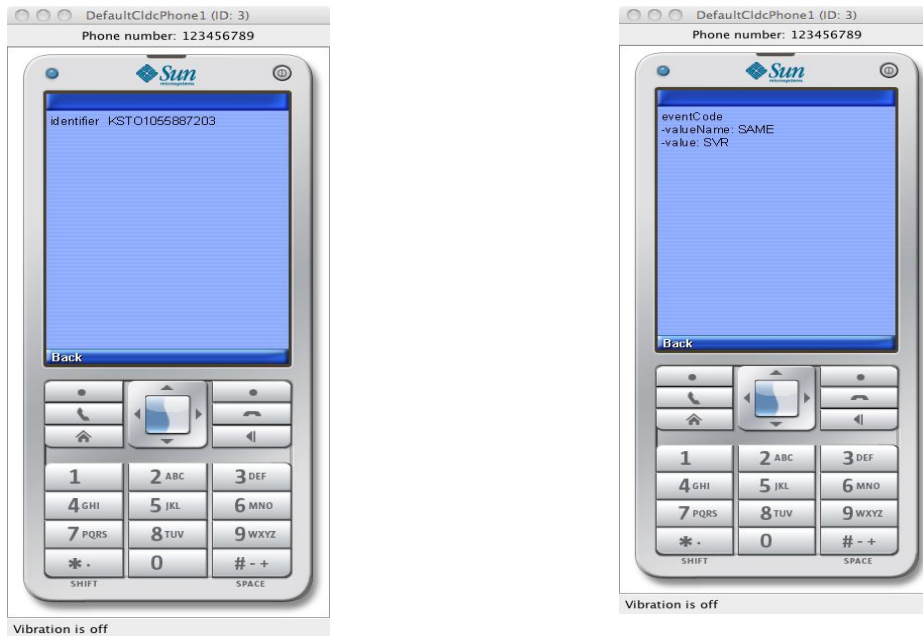 DefaultCldcPhone1 (ID: 3)
Phone number: 123456789
Sun
microsystems
identifier KSTO1055887203
Back
1
2 ABC
3 DEF
4 GHI
5 JKL
6 MNO
7 PQRS
8 TUV
9 WXYZ
* .
0
# - +
SHIFT
SPACE
Vibration is off
DefaultCldcPhone1 (ID: 3)
Phone number: 123456789
Sun
microsystems
eventCode
-valueName: SAME
-value: SVR
Back
1
2 ABC
3 DEF
4 GHI
5 JKL
6 MNO
7 PQRS
8 TUV
9 WXYZ
* .
0
# - +
SHIFT
SPACE
Vibration is off